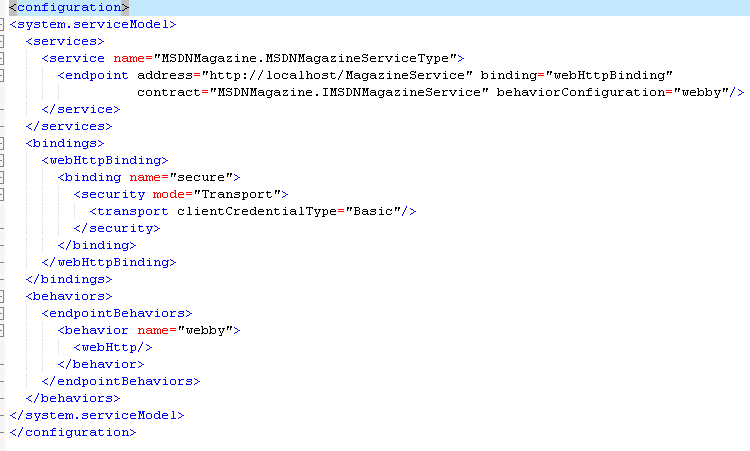 <configuration>
<system.serviceModel>
<services>
<service name="MSDNMagazine.MSDNMagazineServiceType">
<endpoint address="http://localhost/MagazineService" binding="webHttpBinding"
contract="MSDNMagazine.IMSDNMagazineService" behaviorConfiguration="webby"/>
</service>
</services>
<bindings>
<webHttpBinding>
<binding name="secure">
<security mode="Transport">
<transport clientCredentialType="Basic"/>
</security>
</binding>
</webHttpBinding>
</bindings>
<behaviors>
<endpointBehaviors>
<behavior name="webby">
<webHttp/>
</behavior>
</endpointBehaviors>
</behaviors>
</system.serviceModel>
</configuration>